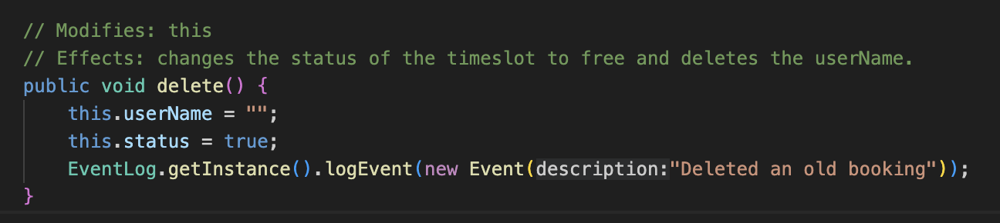 // Modifies: this
// Effects: changes the status of the timeslot to free and deletes the userName.
public void delete() {
    this.userName = "";
    this.status = true;
    EventLog.getInstance().logEvent(new Event(description:"Deleted an old booking"));
}